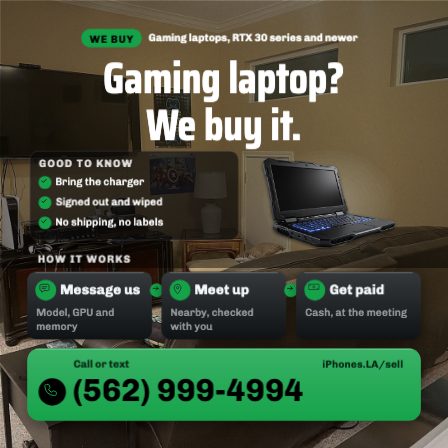 WE BUY Gaming laptops, RTX 30 series and newer
Gaming laptop?
We buy it.
GOOD TO KNOW
Bring the charger
Signed out and wiped
No shipping, no labels
HOW IT WORKS
Message us
Model, GPU and
memory
Meet up
Nearby, checked
with you
Get paid
Cash, at the meeting
Call or text
iPhones.LA/sell
(562) 999-4994